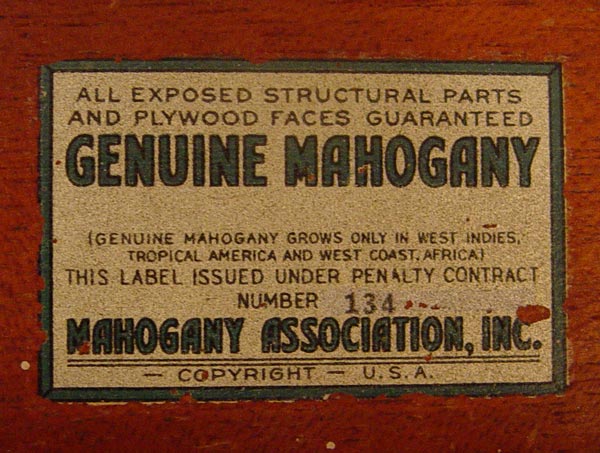 ALL EXPOSED STRUCTURAL PARTS
AND PLYWOOD FACES GUARANTEED
GENUINE MAHOGANY
(GENUINE MAHOGANY GROWS ONLY IN WEST INDIES,
TROPICAL AMERICA AND WEST COAST, AFRICA)
THIS LABEL ISSUED UNDER PENALTY CONTRACT
NUMBER 134
MAHOGANY ASSOCIATION, INC.
— COPYRIGHT — U.S.A.